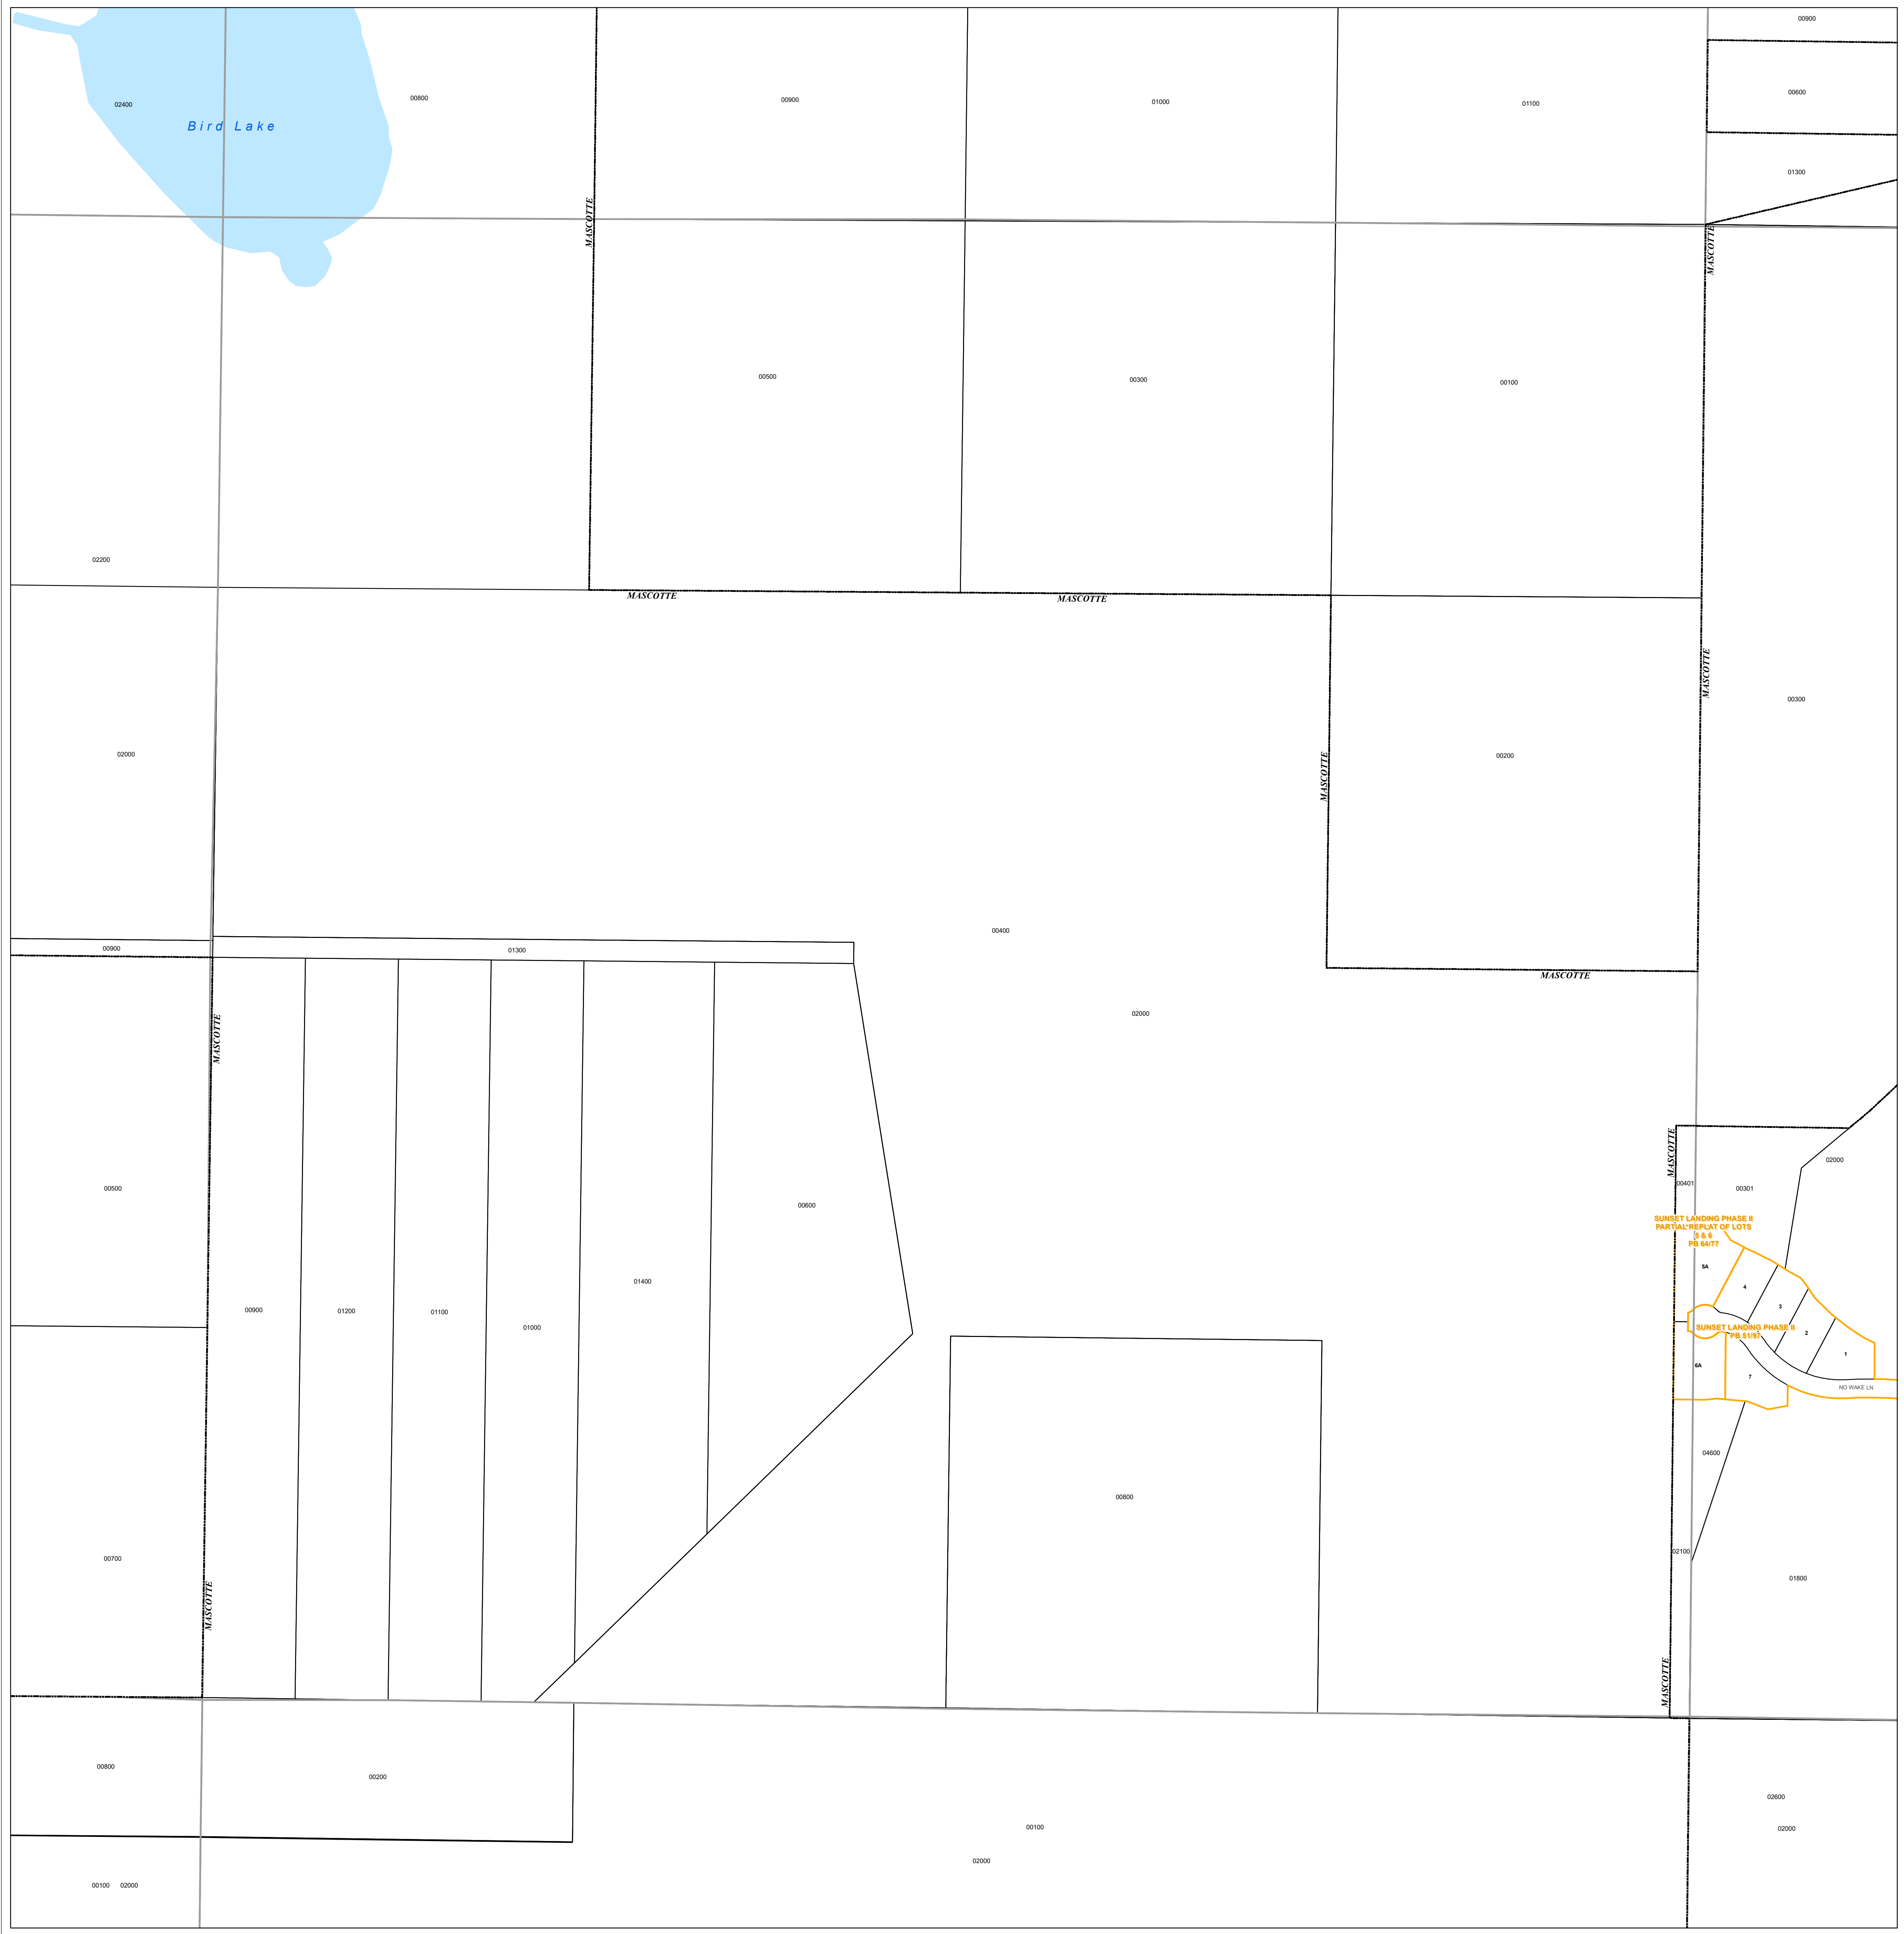 00900
00600
01300
02400
00800
00900
01000
01100
Bird Lake
MASCOTTE
MASCOTTE
00500
00300
00100
02200
MASCOTTE
MASCOTTE
MASCOTTE
00300
02000
MASCOTTE
00200
00900
01300
00400
MASCOTTE
02000
MASCOTTE
MASCOTTE
02000
00401
00301
00500
00600
SUNSET LANDING PHASE II
PARTIAL REPLAT OF LOTS
5 & 6
PB 64/77
5A
4
3
2
1
SUNSET LANDING PHASE II
PB 51/97
6A
7
NO WAKE LN
01400
00900
01200
01100
01000
04600
00800
02100
01800
00700
MASCOTTE
MASCOTTE
00800
00200
02600
02000
00100
02000
00100 02000